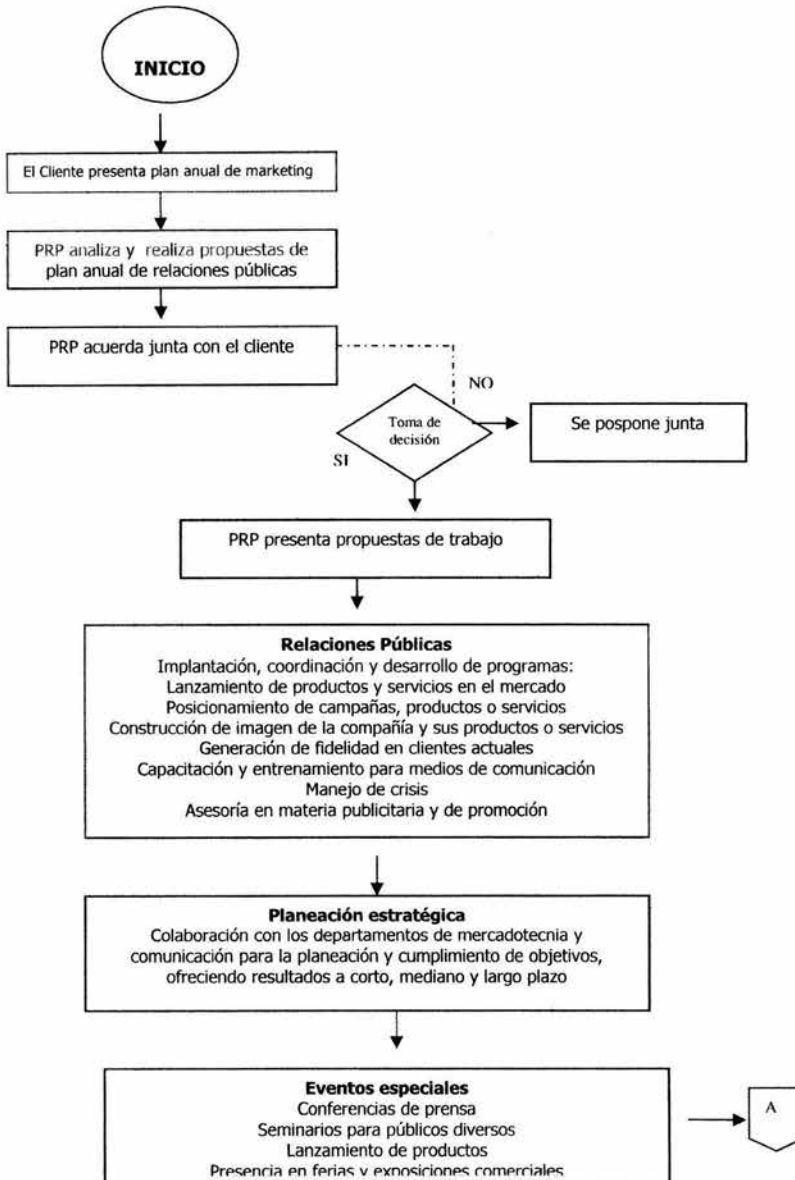 INICIO
El Cliente presenta plan anual de marketing
PRP analiza y realiza propuestas de
plan anual de relaciones públicas
PRP acuerda junta con el cliente
NO
Toma de
decisión
Se pospone junta
SI
PRP presenta propuestas de trabajo
Relaciones Públicas
Implantación, coordinación y desarrollo de programas:
Lanzamiento de productos y servicios en el mercado
Posicionamiento de campañas, productos o servicios
Construcción de imagen de la compañía y sus productos o servicios
Generación de fidelidad en clientes actuales
Capacitación y entrenamiento para medios de comunicación
Manejo de crisis
Asesoría en materia publicitaria y de promoción
Planeación estratégica
Colaboración con los departamentos de mercadotecnia y
comunicación para la planeación y cumplimiento de objetivos,
ofreciendo resultados a corto, mediano y largo plazo
Eventos especiales
Conferencias de prensa
Seminarios para públicos diversos
Lanzamiento de productos
Presencia en ferias y exposiciones comerciales
A